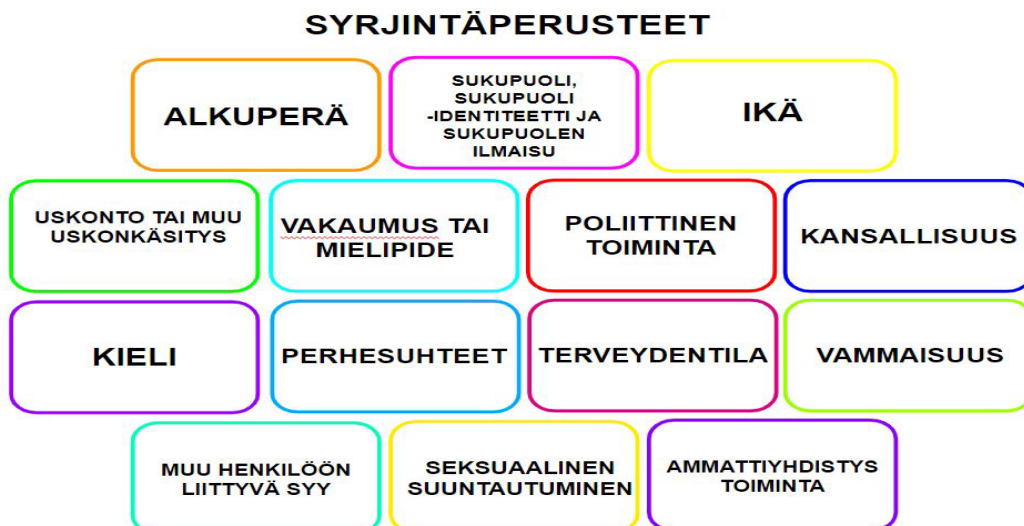 SYRJINTÄPERUSTEET
ALKUPERÄ
SUKUPUOLI,
SUKUPUOLI
-IDENTITEETTI JA
SUKUPUOLEN
ILMAISU
IKÄ
USKONTO TAI MUU
USKONKÄSITYS
VAKAUMUS TAI
MIELIPIDE
POLIITTINEN
TOIMINTA
KANSALLISUUS
KIELI
PERHESUHTEET
TERVEYDENTILA
VAMMAISUUS
MUU HENKILÖÖN
LIITTYVÄ SYY
SEKSUAALINEN
SUUNTAUTUMINEN
AMMATTIYHDISTYS
TOIMINTA